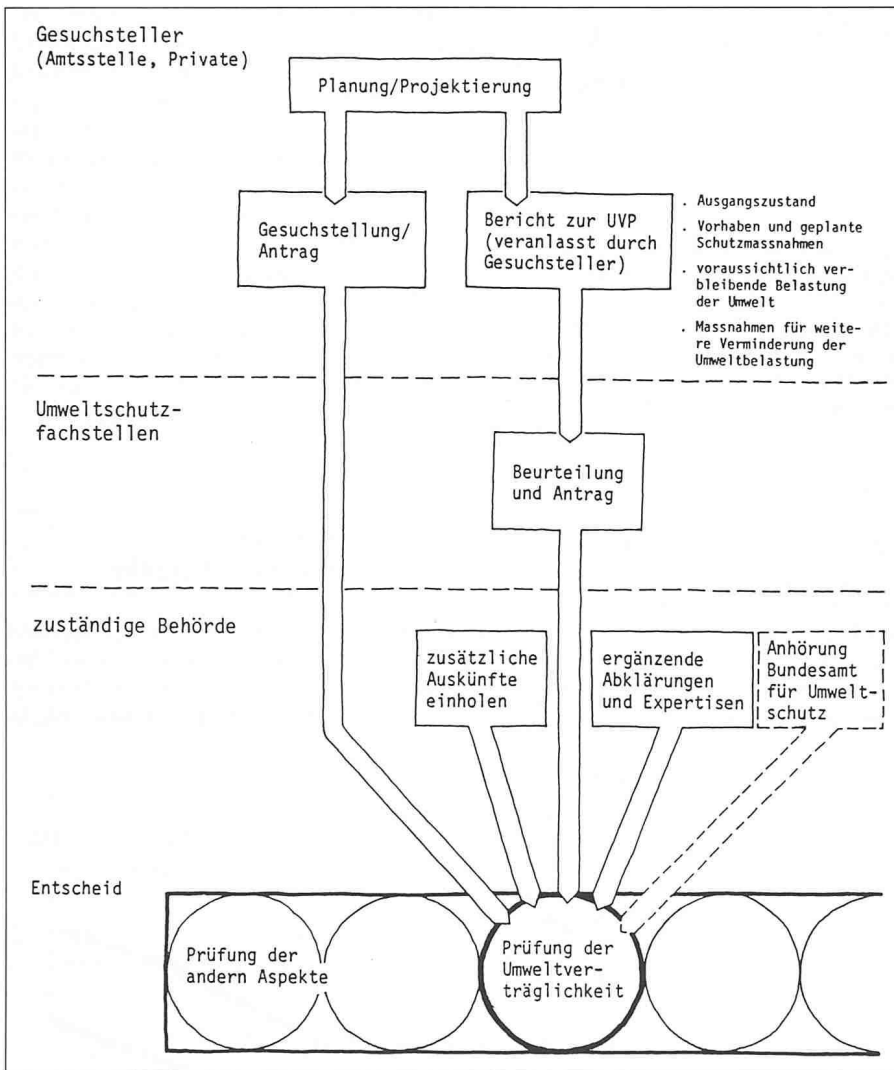 Gesuchsteller
(Amtsstelle, Private)
Planung/Projektierung
Gesuchstellung/
Antrag
Bericht zur UVP
(veranlasst durch
Gesuchsteller)
. Ausgangszustand
. Vorhaben und geplante
Schutzmassnahmen
. voraussichtlich ver-
bleibende Belastung
der Umwelt
. Massnahmen für weite-
re Verminderung der
Umweltbelastung
Umweltschutz-
fachstellen
Beurteilung
und Antrag
zuständige Behörde
zusätzliche
Auskünfte
einholen
ergänzende
Abklärungen
und Expertisen
Anhörung
Bundesamt
für Umwelt-
schutz
Entscheid
Prüfung der
andern Aspekte
Prüfung der
Umweltver-
träglichkeit